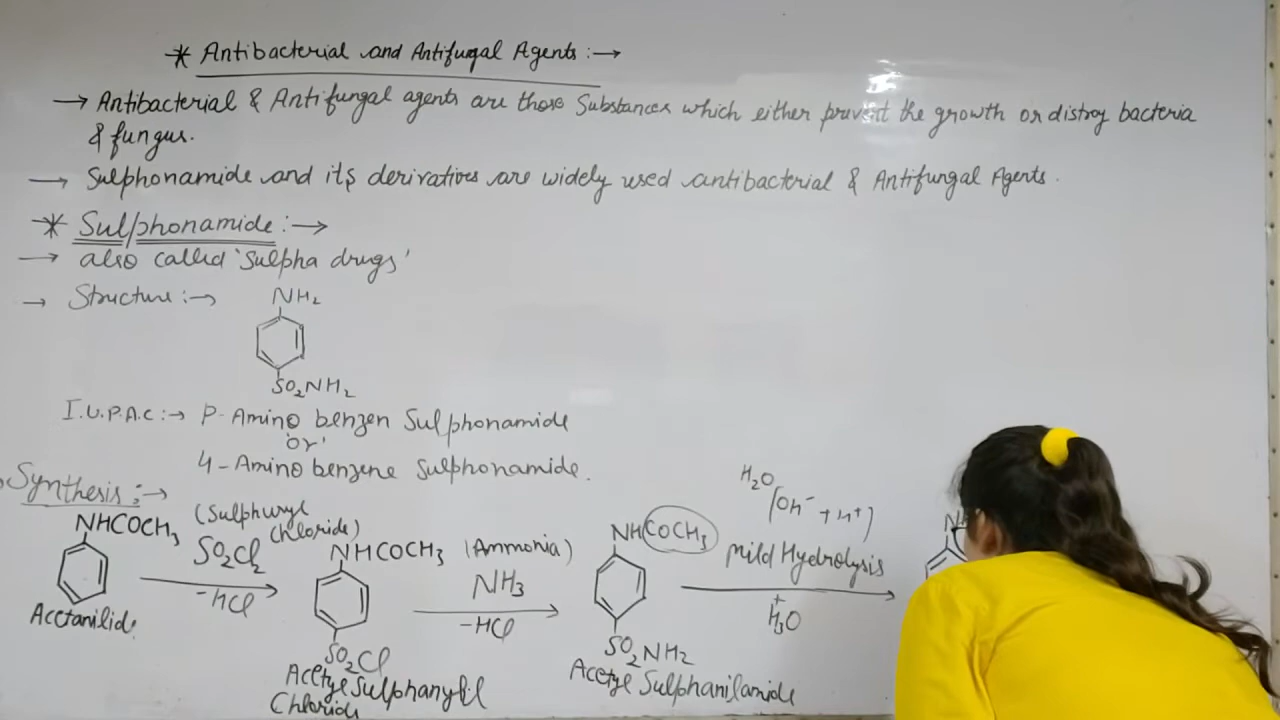 * Antibacterial and Antifungal Agents :→
→ Antibacterial & Antifungal agents are those Substances which either prevent the growth or distroy bacteria
& fungus.
→ Sulphonamide and its derivatives are widely used antibacterial & Antifungal Agents.
* Sulphonamide :→
→ also called 'Sulpha drugs'
→ Structure :→
NH2
SO2NH2
I.U.P.A.C :→ P-Amino benzen Sulphonamide
'or'
4-Amino benzene Sulphonamide.
Synthesis :→
NHCOCH3
Acetanilide
(Sulphuryl
chloride)
SO2Cl2
-HCl
NHCOCH3
SO2Cl
Chloride
(Ammonia)
NH3
-HCl
NHCOCH3
SO2NH2
Acetyl Sulphanilamide
H2O
(OH- + H+)
Mild Hydrolysis
H3O+